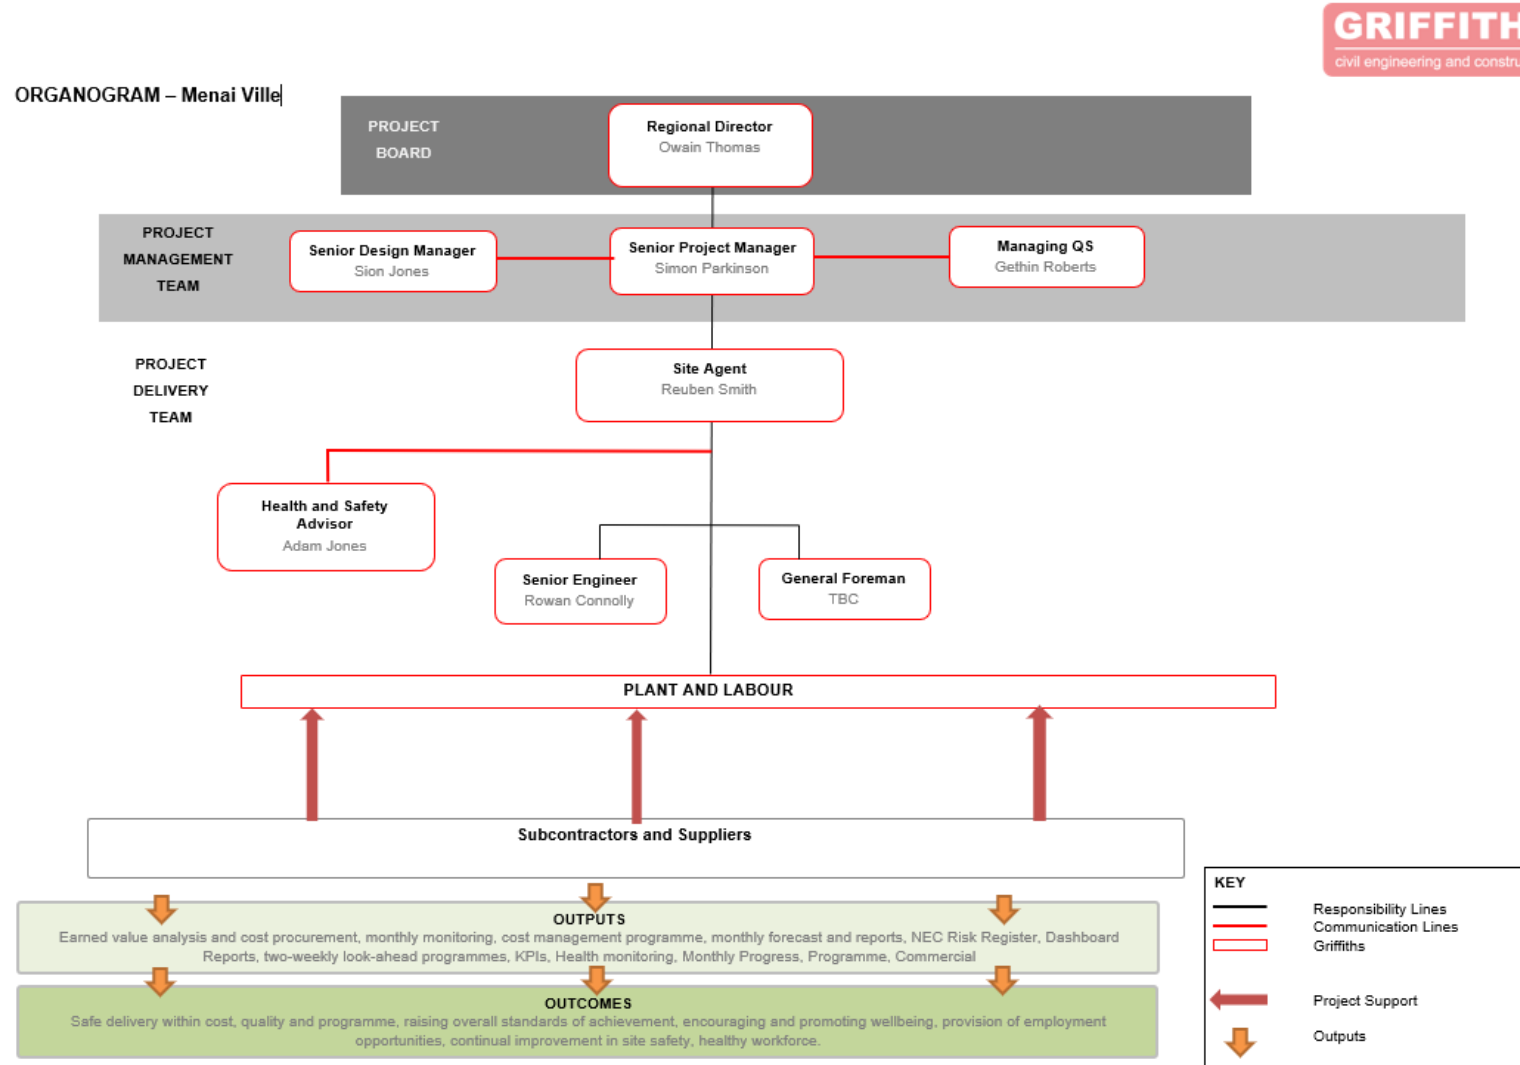 GRIFFITH
civil engineering and constru
ORGANOGRAM – Menai Ville
PROJECT
BOARD
Regional Director
Owain Thomas
PROJECT
MANAGEMENT
TEAM
Senior Design Manager
Sion Jones
Senior Project Manager
Simon Parkinson
Managing QS
Gethin Roberts
PROJECT
DELIVERY
TEAM
Site Agent
Reuben Smith
Health and Safety
Advisor
Adam Jones
Senior Engineer
Rowan Connolly
General Foreman
TBC
PLANT AND LABOUR
Subcontractors and Suppliers
OUTPUTS
Earned value analysis and cost procurement, monthly monitoring, cost management programme, monthly forecast and reports, NEC Risk Register, Dashboard
Reports, two-weekly look-ahead programmes, KPIs, Health monitoring, Monthly Progress, Programme, Commercial
OUTCOMES
Safe delivery within cost, quality and programme, raising overall standards of achievement, encouraging and promoting wellbeing, provision of employment
opportunities, continual improvement in site safety, healthy workforce.
KEY
Responsibility Lines
Communication Lines
Griffiths
Project Support
Outputs